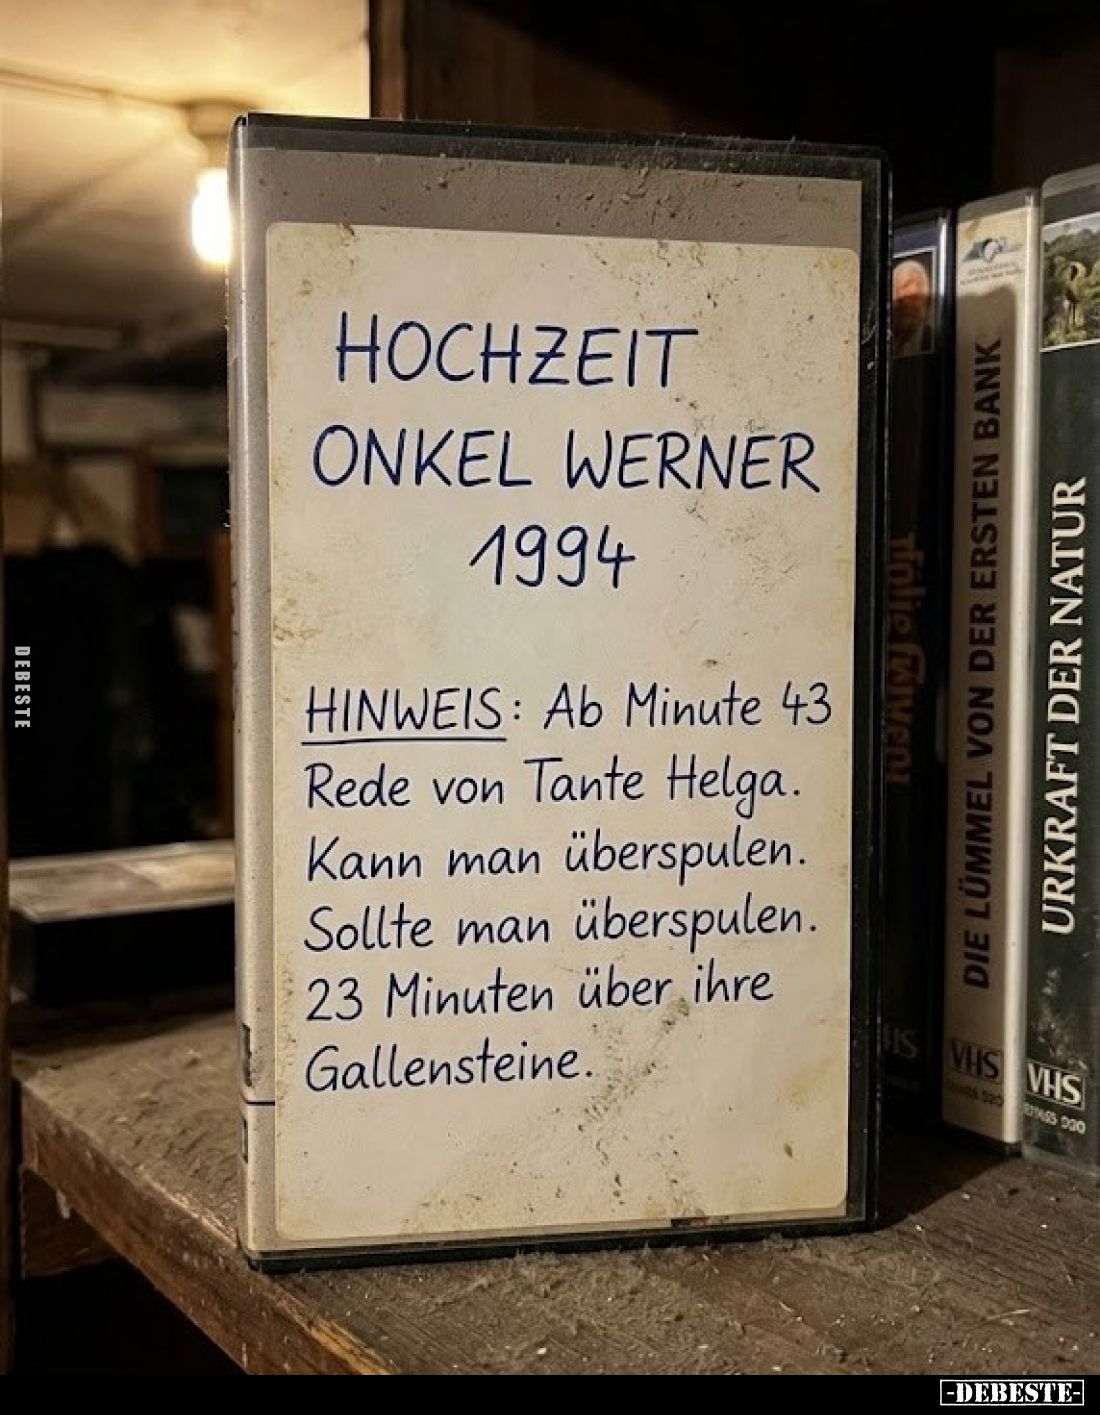 HOCHZEIT
ONKEL WERNER
1994
HINWEIS: Ab Minute 43
Rede von Tante Helga.
Kann man überspulen.
Sollte man überspulen.
23 Minuten über ihre
Gallensteine.
DIE LÜMMEL VON DER ERSTEN BANK
VHS
URKRAFT DER NATUR
VHS
DEBESTE
-DEBESTE-